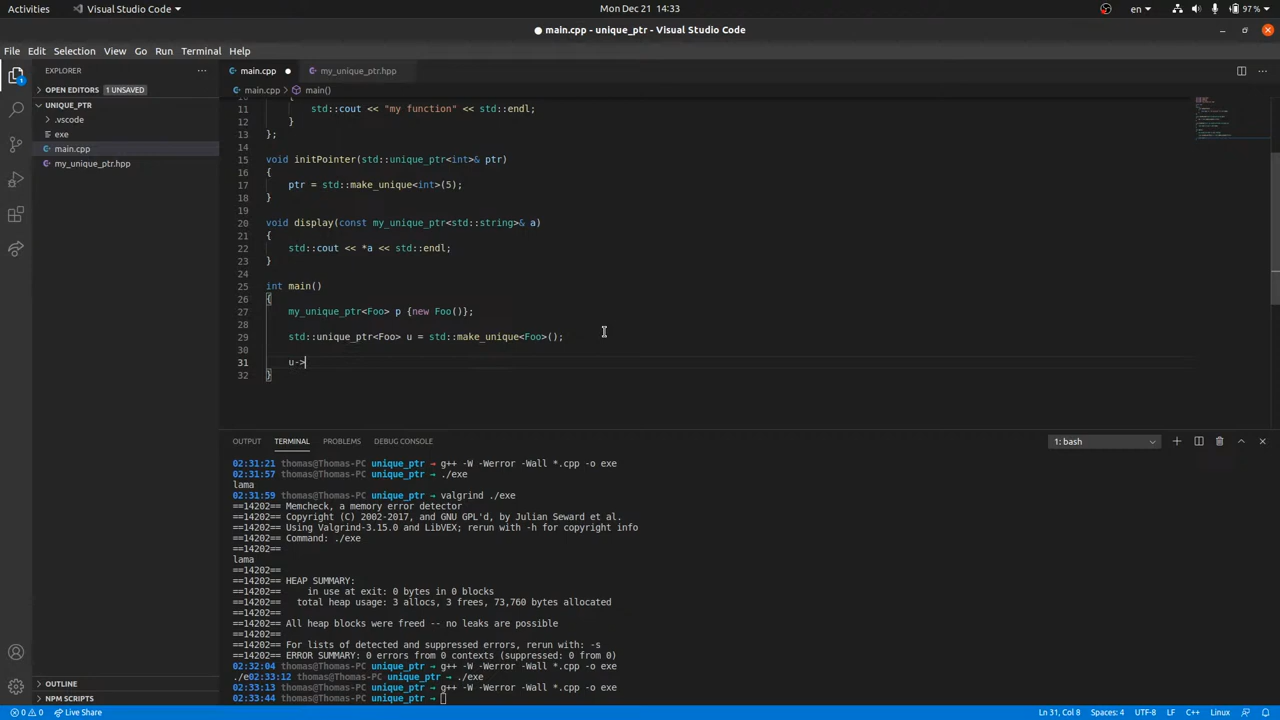 Activities
Visual Studio Code
Mon Dec 21 14:33
en
97 %
● main.cpp - unique_ptr - Visual Studio Code
File Edit Selection View Go Run Terminal Help
EXPLORER
OPEN EDITORS 1 UNSAVED
UNIQUE_PTR
.vscode
exe
main.cpp
my_unique_ptr.hpp
OUTLINE
NPM SCRIPTS
main.cpp ●
my_unique_ptr.hpp
main.cpp > main()
10 {
11 std::cout << "my function" << std::endl;
12 }
13 };
14
15 void initPointer(std::unique_ptr<int>& ptr)
16 {
17 ptr = std::make_unique<int>(5);
18 }
19
20 void display(const my_unique_ptr<std::string>& a)
21 {
22 std::cout << *a << std::endl;
23 }
24
25 int main()
26 {
27 my_unique_ptr<Foo> p {new Foo()};
28
29 std::unique_ptr<Foo> u = std::make_unique<Foo>();
30
31 u->
32 }
OUTPUT TERMINAL PROBLEMS DEBUG CONSOLE
1: bash
02:31:21 thomas@Thomas-PC unique_ptr → g++ -W -Werror -Wall *.cpp -o exe
02:31:57 thomas@Thomas-PC unique_ptr → ./exe
lama
02:31:59 thomas@Thomas-PC unique_ptr → valgrind ./exe
==14202== Memcheck, a memory error detector
==14202== Copyright (C) 2002-2017, and GNU GPL'd, by Julian Seward et al.
==14202== Using Valgrind-3.15.0 and LibVEX; rerun with -h for copyright info
==14202== Command: ./exe
==14202==
lama
==14202==
==14202== HEAP SUMMARY:
==14202== in use at exit: 0 bytes in 0 blocks
==14202== total heap usage: 3 allocs, 3 frees, 73,760 bytes allocated
==14202==
==14202== All heap blocks were freed -- no leaks are possible
==14202==
==14202== For lists of detected and suppressed errors, rerun with: -s
==14202== ERROR SUMMARY: 0 errors from 0 contexts (suppressed: 0 from 0)
02:32:04 thomas@Thomas-PC unique_ptr → g++ -W -Werror -Wall *.cpp -o exe
./e02:33:12 thomas@Thomas-PC unique_ptr → ./exe
02:33:13 thomas@Thomas-PC unique_ptr → g++ -W -Werror -Wall *.cpp -o exe
02:33:44 thomas@Thomas-PC unique_ptr →
0 0 Live Share
Ln 31, Col 8 Spaces: 4 UTF-8 LF C++ Linux